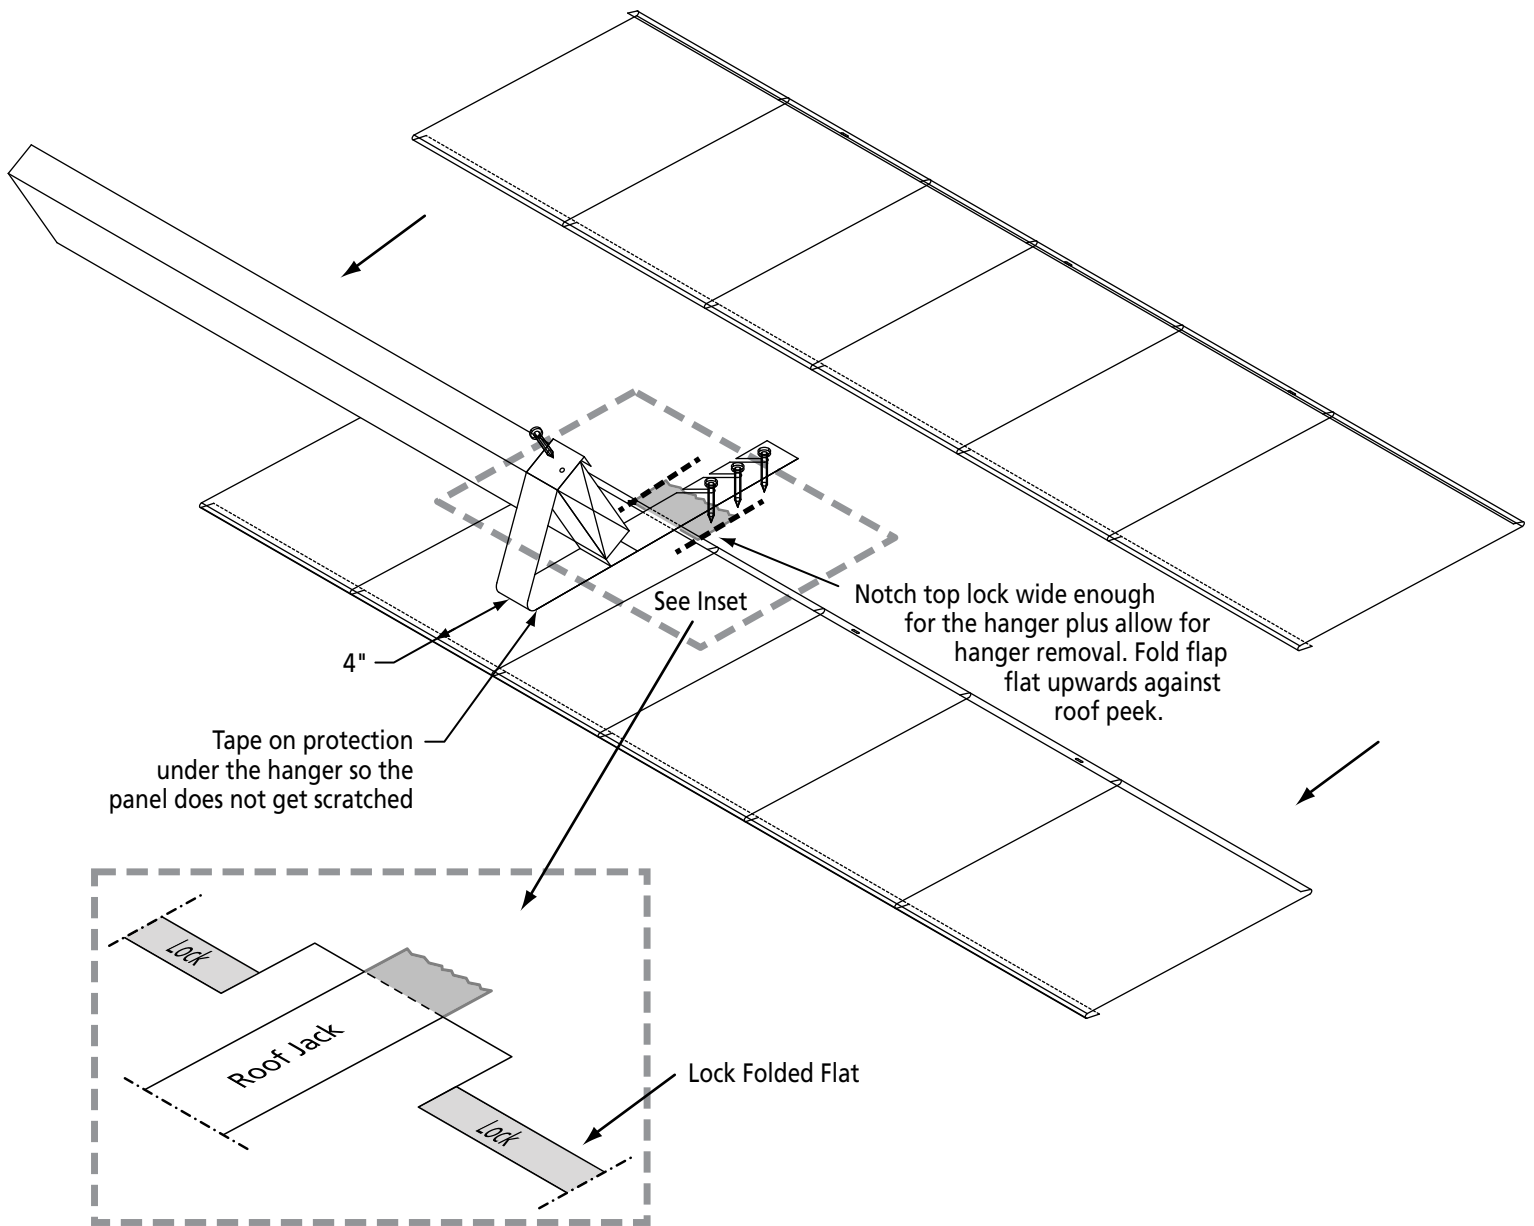 See Inset
Notch top lock wide enough
for the hanger plus allow for
hanger removal. Fold flap
flat upwards against
roof peek.
4"
Tape on protection
under the hanger so the
panel does not get scratched
Lock
Roof Jack
Lock Folded Flat
Lock